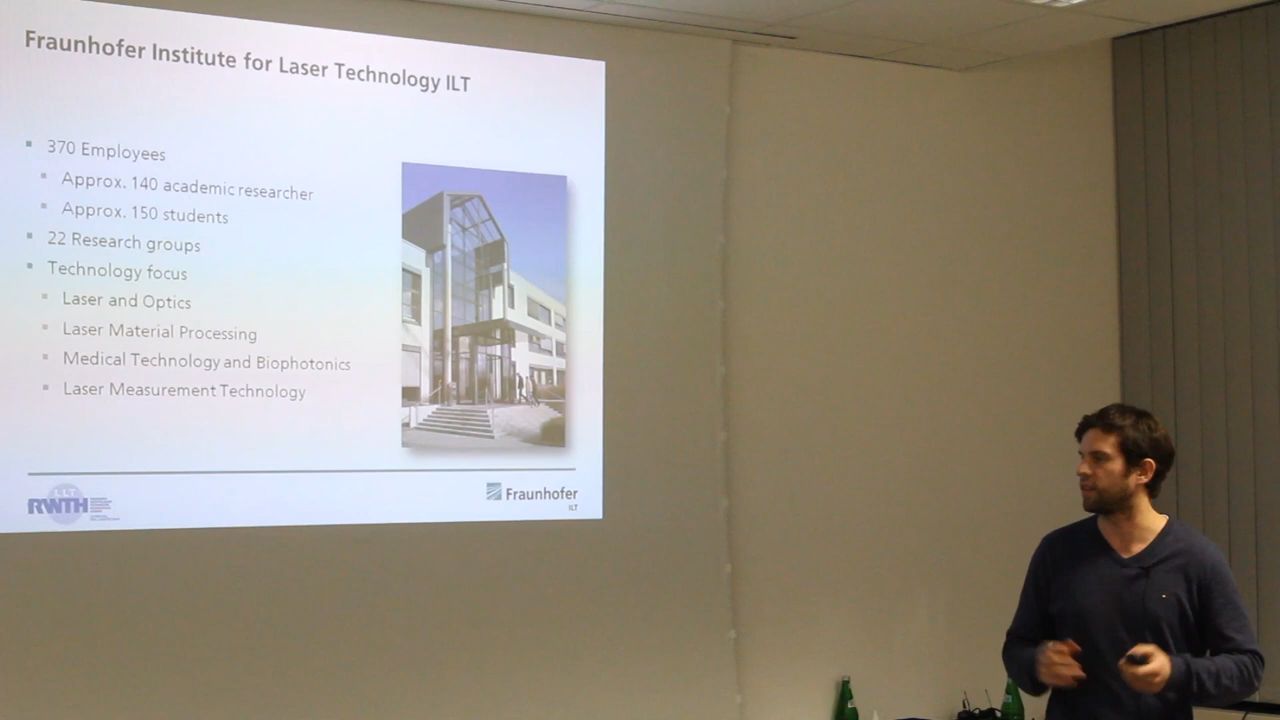 Fraunhofer Institute for Laser Technology ILT
370 Employees
Approx. 140 academic researcher
Approx. 150 students
22 Research groups
Technology focus
Laser and Optics
Laser Material Processing
Medical Technology and Biophotonics
Laser Measurement Technology
RWTH
Fraunhofer
ILT